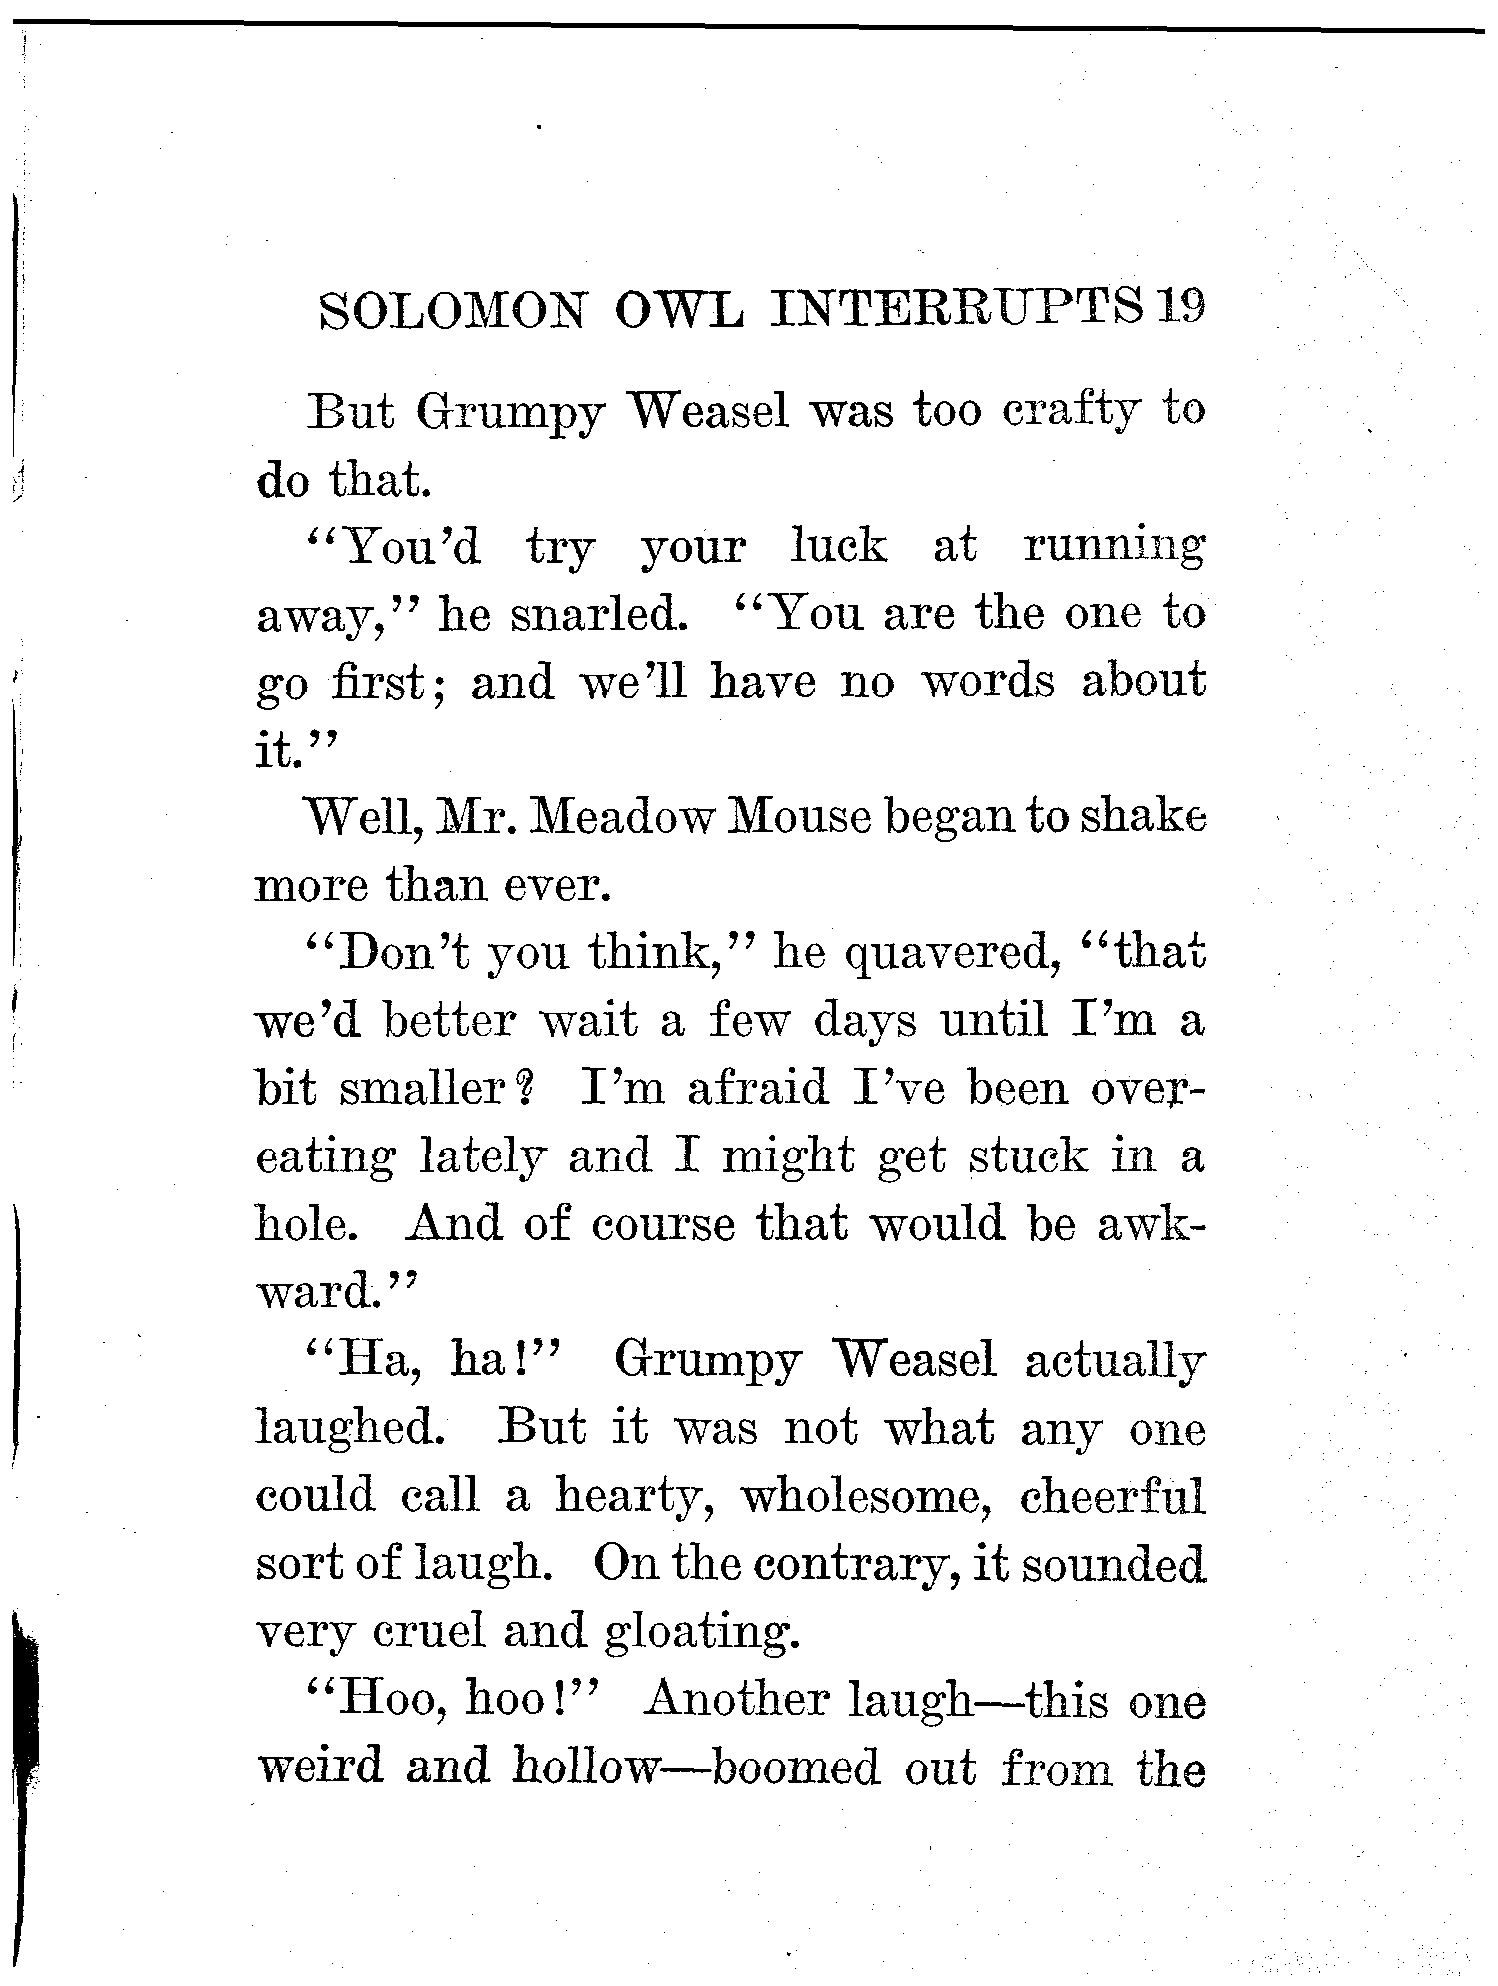 SOLOMON OWL INTERRUPTS 19
But Grumpy Weasel was too crafty to
do that.
"You'd try your luck at running
away," he snarled. "You are the one to
go first; and we'll have no words about
it."
Well, Mr. Meadow Mouse began to shake
more than ever.
"Don't you think," he quavered, "that
we'd better wait a few days until I'm a
bit smaller? I'm afraid I've been over-
eating lately and I might get stuck in a
hole. And of course that would be awk-
ward."
"Ha, ha!" Grumpy Weasel actually
laughed. But it was not what any one
could call a hearty, wholesome, cheerful
sort of laugh. On the contrary, it sounded
very cruel and gloating.
"Hoo, hoo!" Another laugh—this one
weird and hollow—boomed out from the